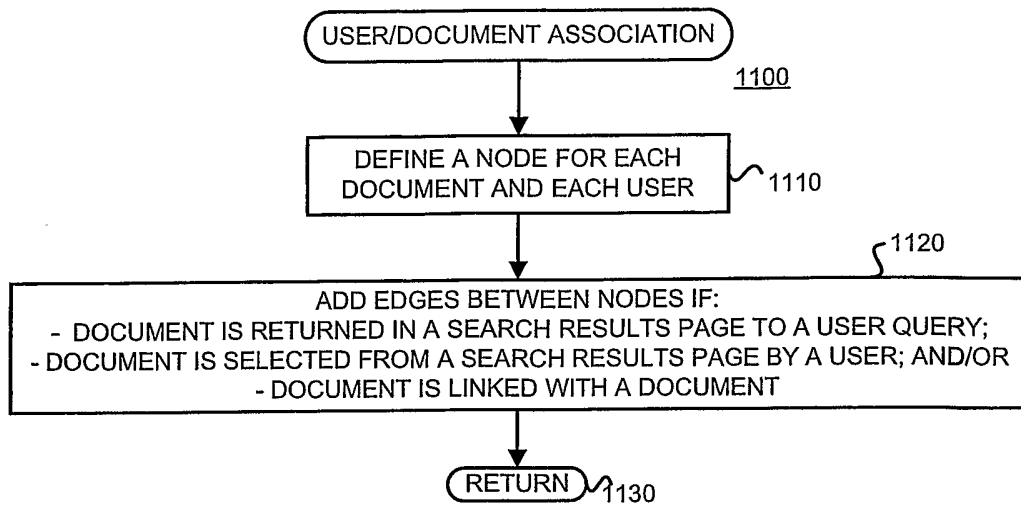 USER/DOCUMENT ASSOCIATION
1100
DEFINE A NODE FOR EACH
DOCUMENT AND EACH USER
1110
1120
ADD EDGES BETWEEN NODES IF:
- DOCUMENT IS RETURNED IN A SEARCH RESULTS PAGE TO A USER QUERY;
- DOCUMENT IS SELECTED FROM A SEARCH RESULTS PAGE BY A USER; AND/OR
- DOCUMENT IS LINKED WITH A DOCUMENT
RETURN
1130